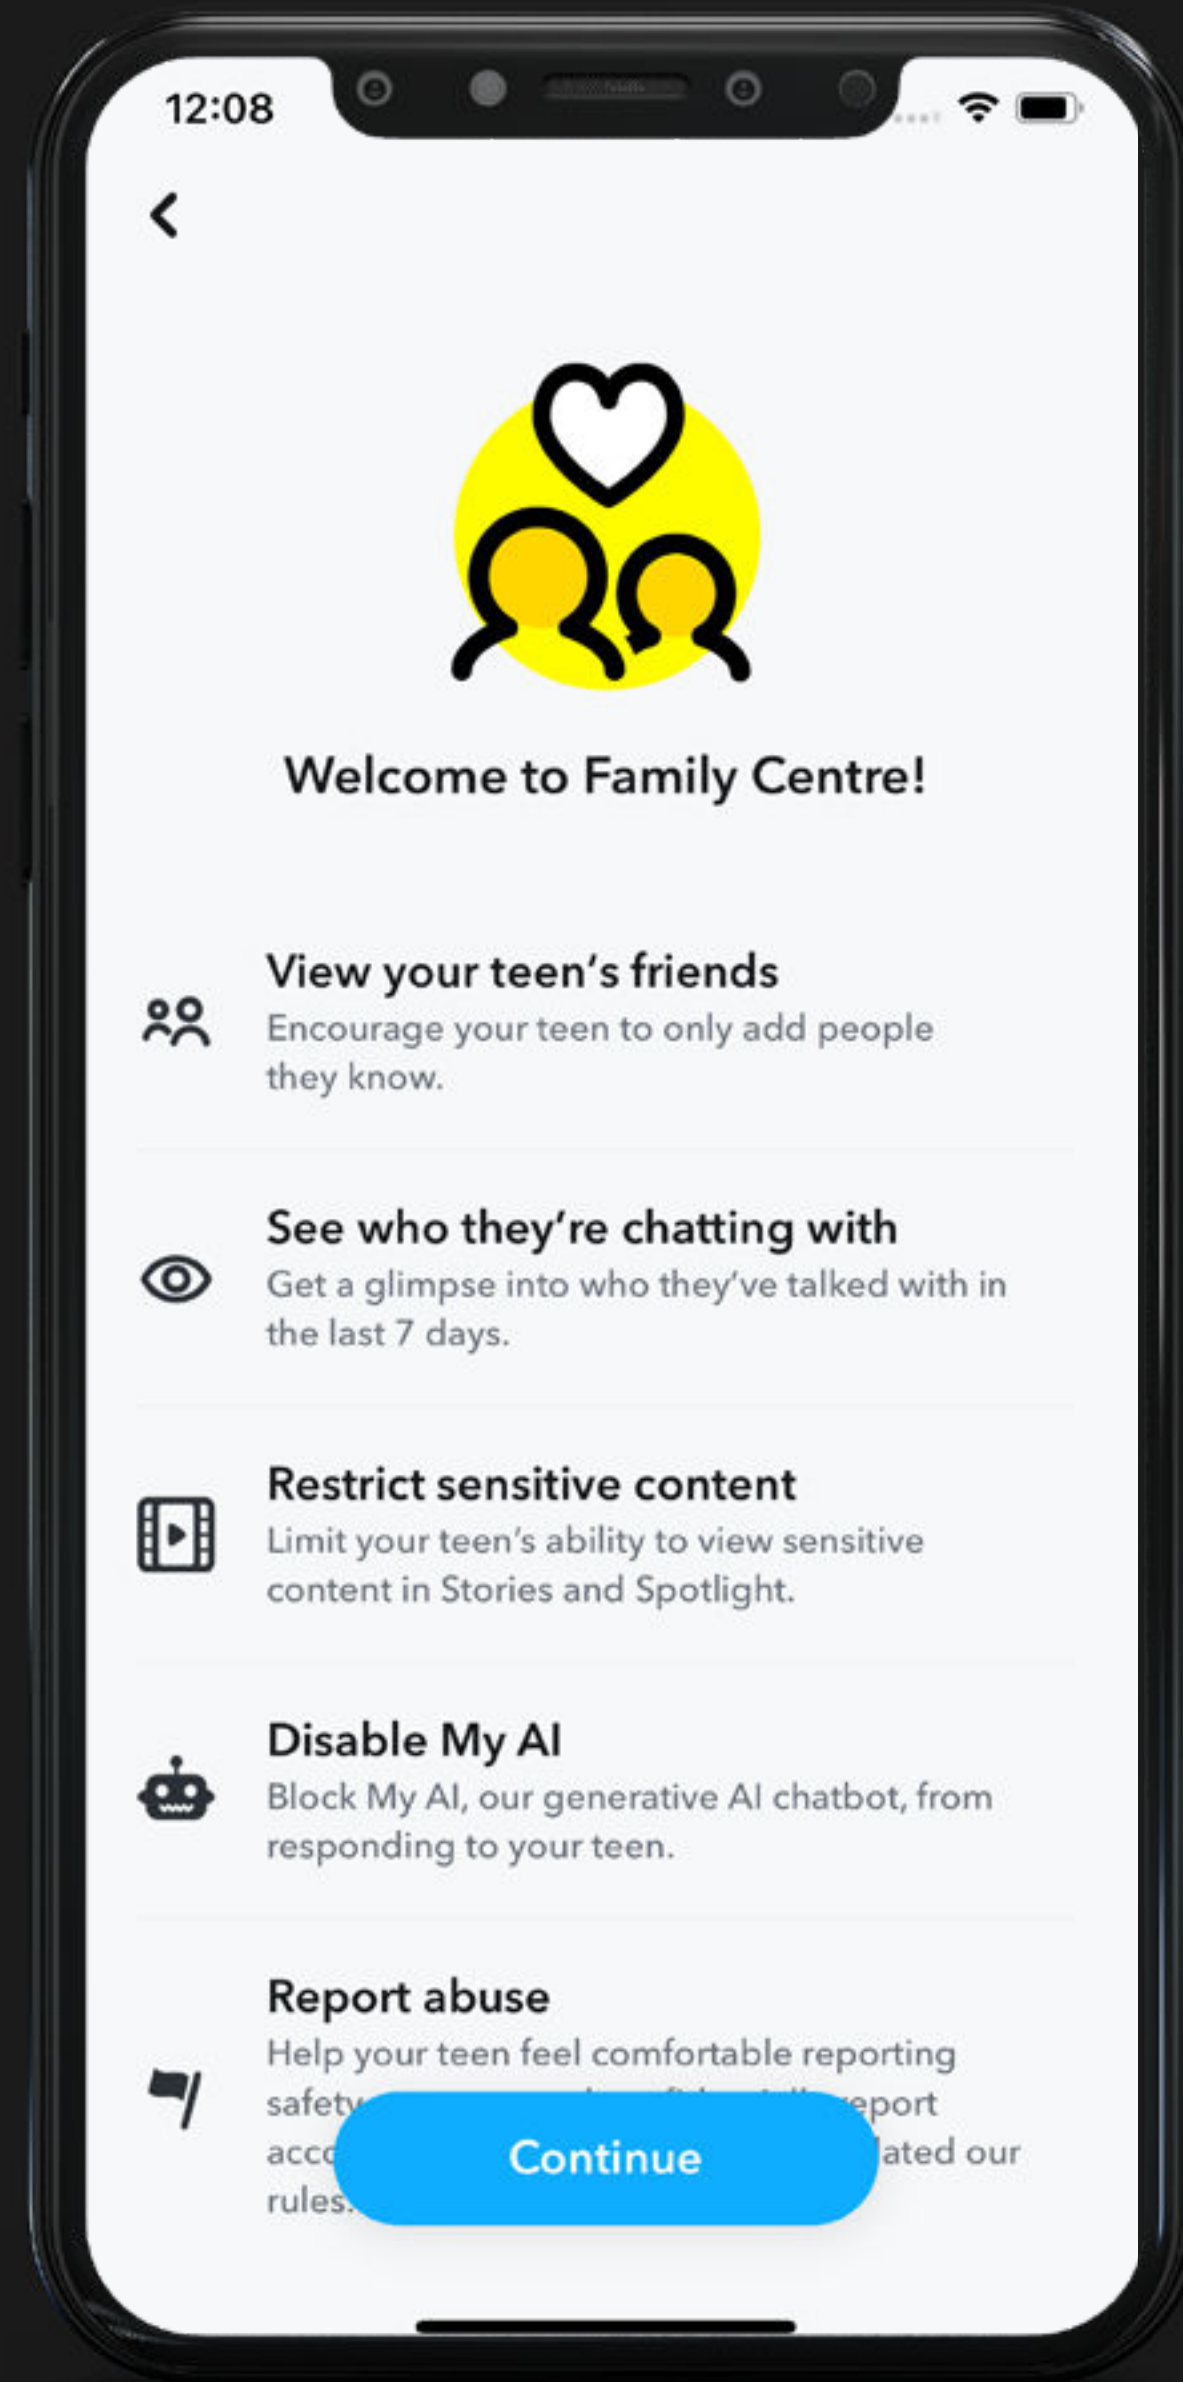 12:08
Welcome to Family Centre!
View your teen's friends
Encourage your teen to only add people
they know.
See who they're chatting with
Get a glimpse into who they've talked with in
the last 7 days.
Restrict sensitive content
Limit your teen's ability to view sensitive
content in Stories and Spotlight.
Disable My AI
Block My AI, our generative AI chatbot, from
responding to your teen.
Report abuse
Help your teen feel comfortable reporting
safety
our
rules.
Continue